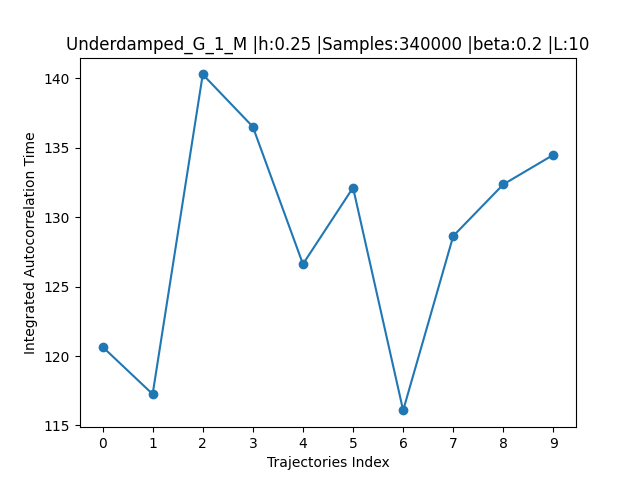 Underdamped_G_1_M |h:0.25 |Samples:340000 |beta:0.2 |L:10
Integrated Autocorrelation Time
140
135
130
125
120
115
0 1 2 3 4 5 6 7 8 9
Trajectories Index